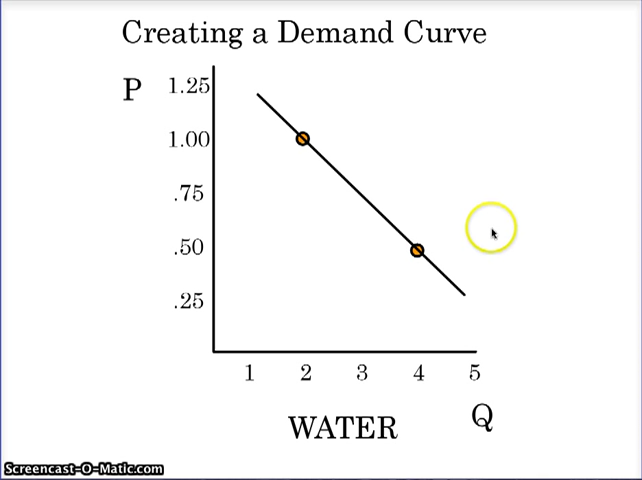 Creating a Demand Curve
P
1.25
1.00
.75
.50
.25
1 2 3 4 5
WATER
Q
Screencast-O-Matic.com